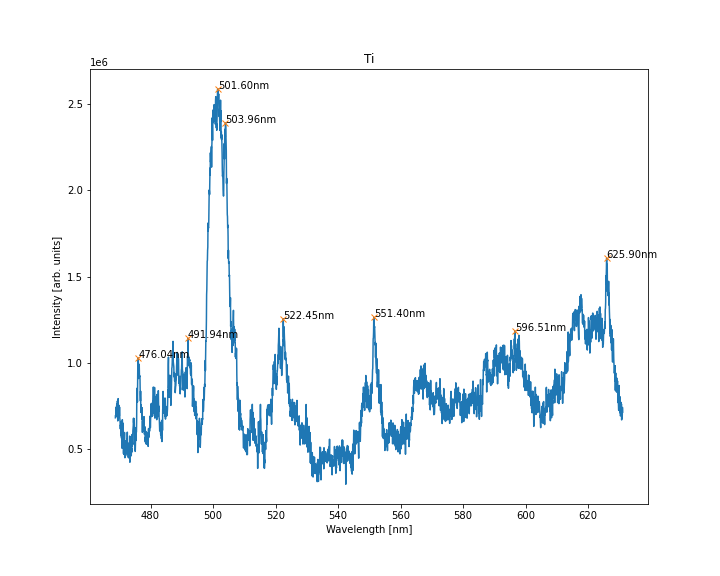 Ti
1e6
501.60nm
503.96nm
625.90nm
522.45nm
551.40nm
596.51nm
491.94nm
476.04nm
2.5
2.0
1.5
1.0
0.5
Intensity [arb. units]
480 500 520 540 560 580 600 620
Wavelength [nm]